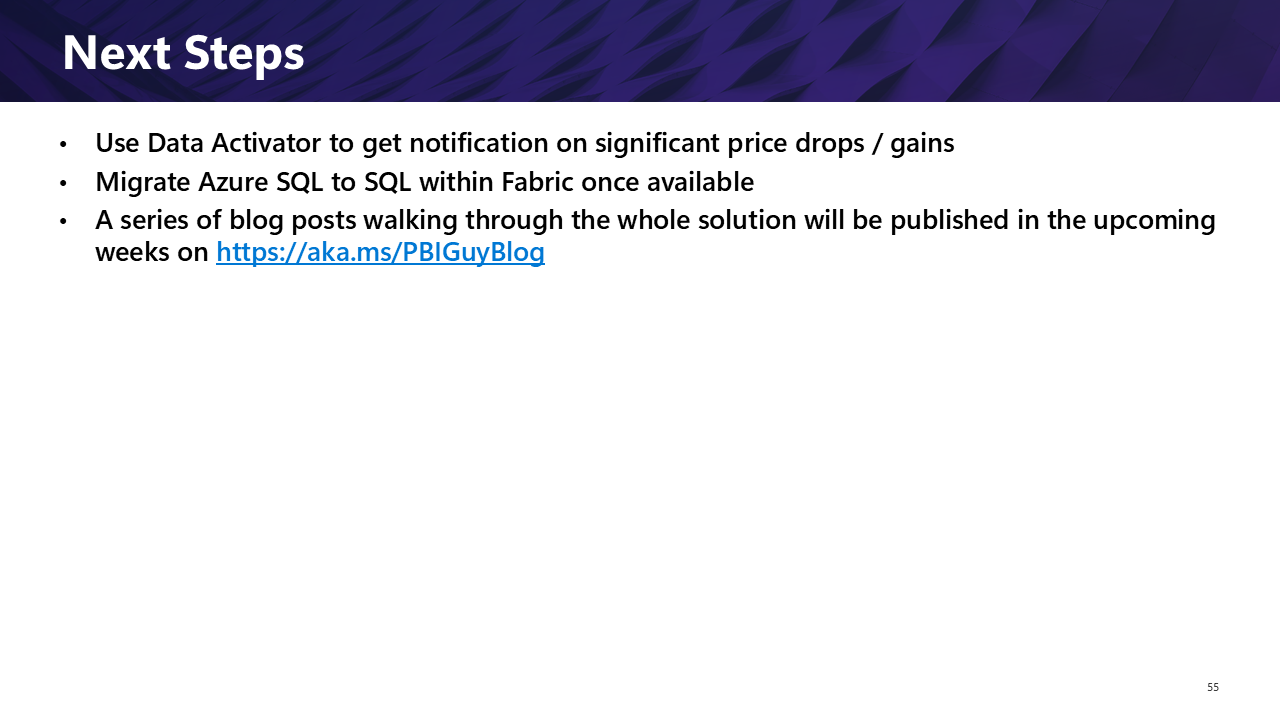 Next Steps
• Use Data Activator to get notification on significant price drops / gains
• Migrate Azure SQL to SQL within Fabric once available
• A series of blog posts walking through the whole solution will be published in the upcoming
weeks on https://aka.ms/PBIGuyBlog
55